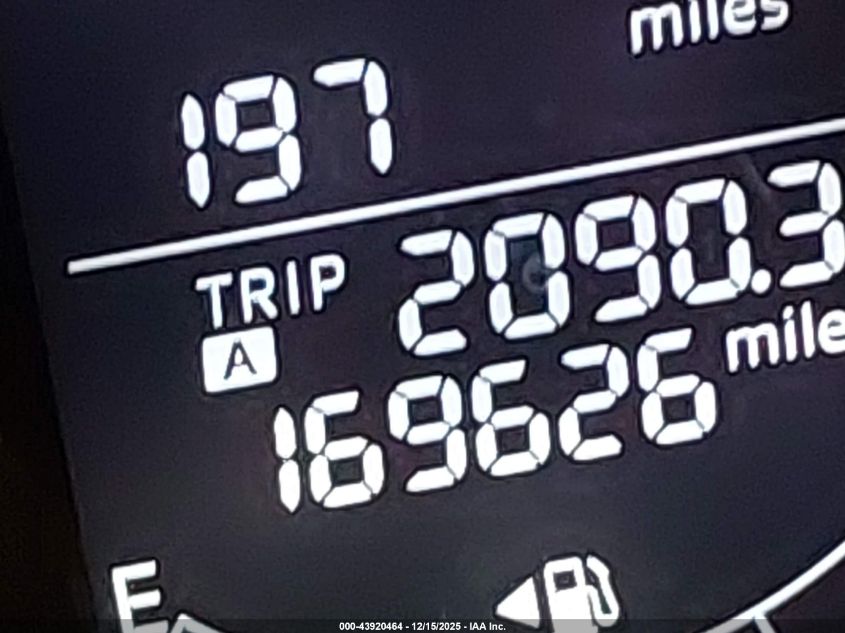 miles
197
TRIP 2090.3
A
169626 mile
E
000-43920464 - 12/15/2025 - IAA Inc.